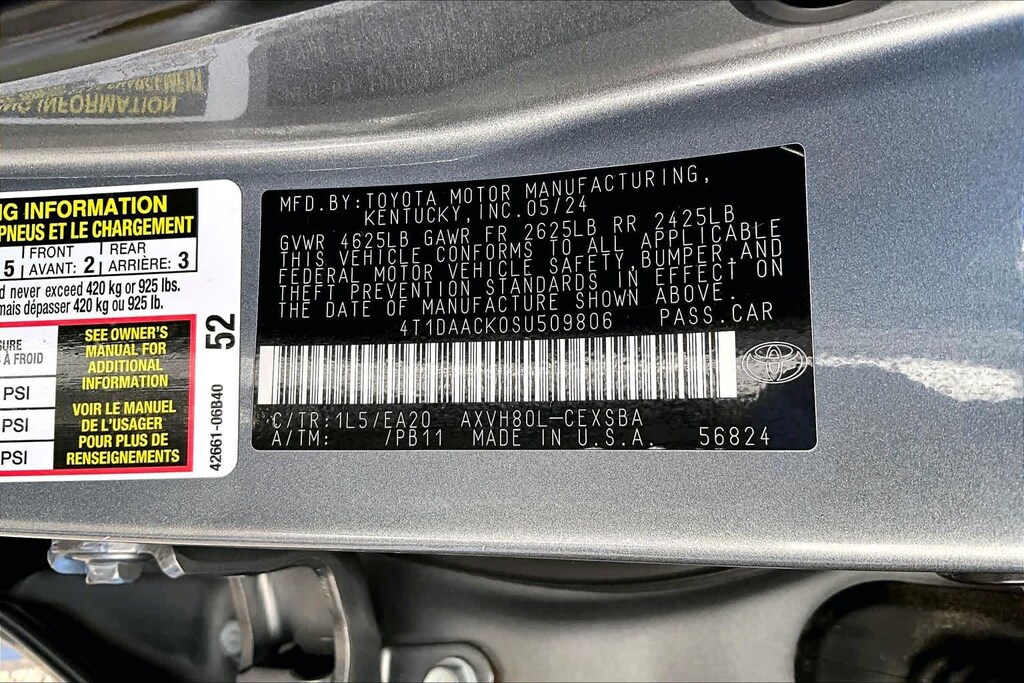 NG INFORMATION
PNEUS ET LE CHARGEMENT
5 FRONT AVANT: 2 REAR ARRIÈRE: 3
d never exceed 420 kg or 925 lbs.
mais dépasser 420 kg ou 925 lb.
SURE
À FROID
PSI
PSI
PSI
SEE OWNER'S
MANUAL FOR
ADDITIONAL
INFORMATION
VOIR LE MANUEL
DE L'USAGER
POUR PLUS DE
RENSEIGNEMENTS
52
42661-06B40
MFD.BY:TOYOTA MOTOR MANUFACTURING,
KENTUCKY,INC.05/24
GVWR 4625LB GAWR FR 2625LB RR 2425LB
THIS VEHICLE CONFORMS TO ALL APPLICABLE
FEDERAL MOTOR VEHICLE SAFETY,BUMPER,AND
THEFT PREVENTION STANDARDS IN EFFECT ON
THE DATE OF MANUFACTURE SHOWN ABOVE.
4T1DAACK0SU509806 PASS.CAR
C/TR:1L5/EA20 AXVH80L-CEXSBA
A/TM: /PB11 MADE IN U.S.A. 56824